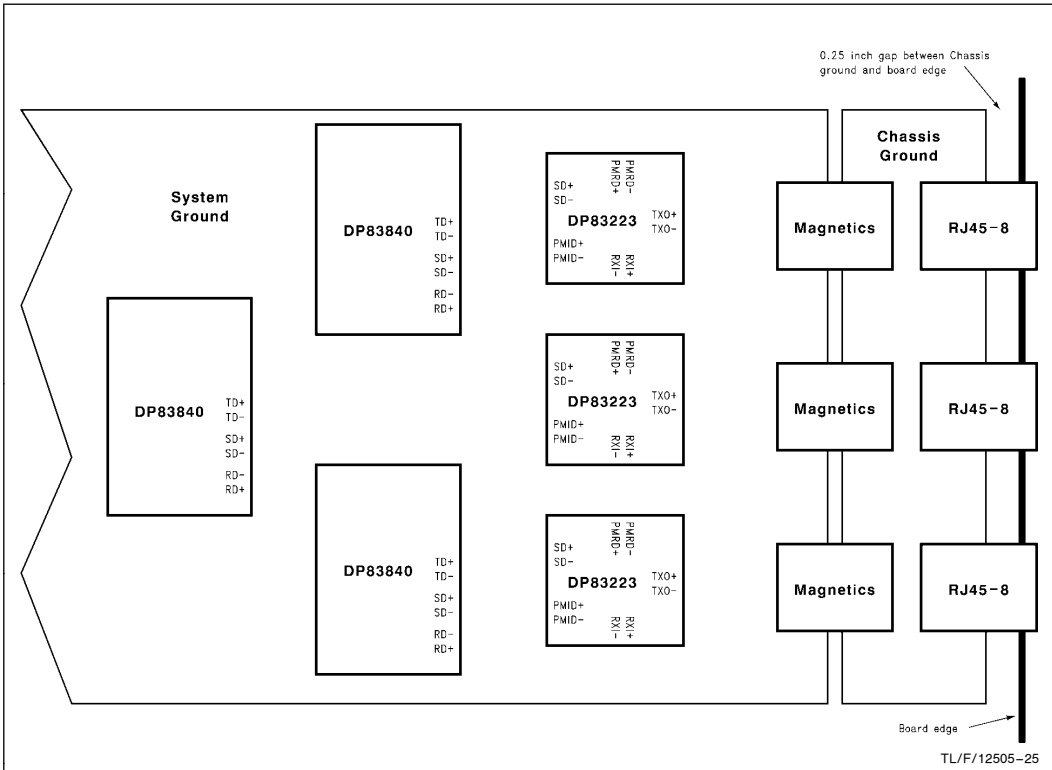 0.25 inch gap between Chassis
ground and board edge
Chassis
Ground
System
Ground
DP83840
TD+
TD−
SD+
SD−
RD−
RD+
DP83840
TD+
TD−
SD+
SD−
RD−
RD+
DP83840
TD+
TD−
SD+
SD−
RD−
RD+
PMRD+
PMRD−
SD+
SD−
DP83223
TXO+
TXO−
PMID+
PMID−
RXI−
RXI+
Magnetics
RJ45−8
PMRD+
PMRD−
SD+
SD−
DP83223
TXO+
TXO−
PMID+
PMID−
RXI−
RXI+
Magnetics
RJ45−8
PMRD+
PMRD−
SD+
SD−
DP83223
TXO+
TXO−
PMID+
PMID−
RXI−
RXI+
Magnetics
RJ45−8
Board edge
TL/F/12505−25